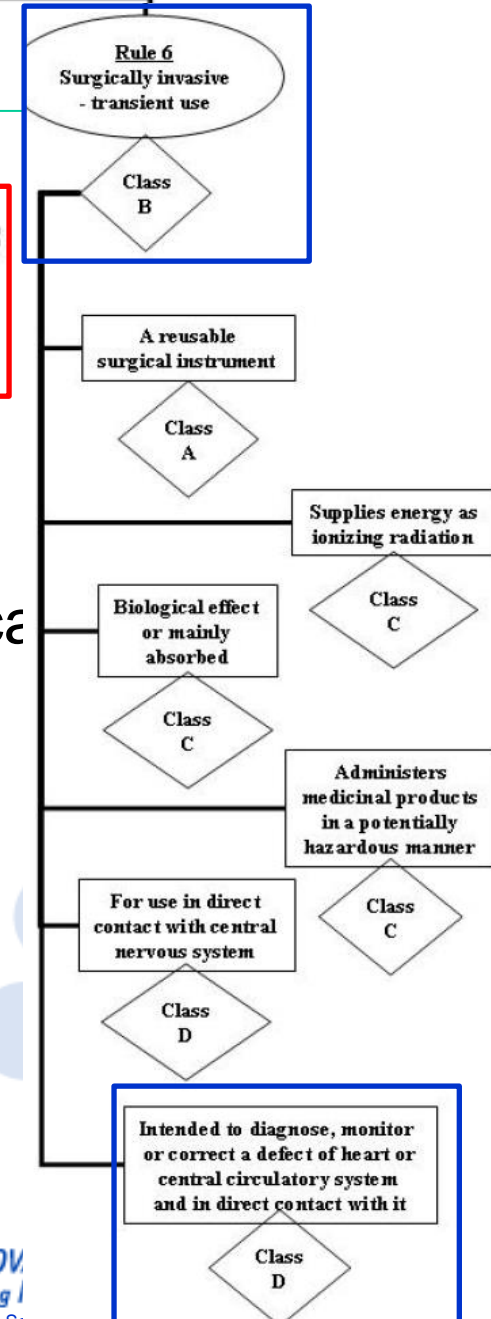 Rule 6
Surgically invasive
- transient use
Class
B
A reusable
surgical instrument
Class
A
Supplies energy as
ionizing radiation
Class
C
Biological effect
or mainly
absorbed
Class
C
Administers
medicinal products
in a potentially
hazardous manner
Class
C
For use in direct
contact with central
nervous system
Class
D
Intended to diagnose, monitor
or correct a defect of heart or
central circulatory system
and in direct contact with it
Class
D